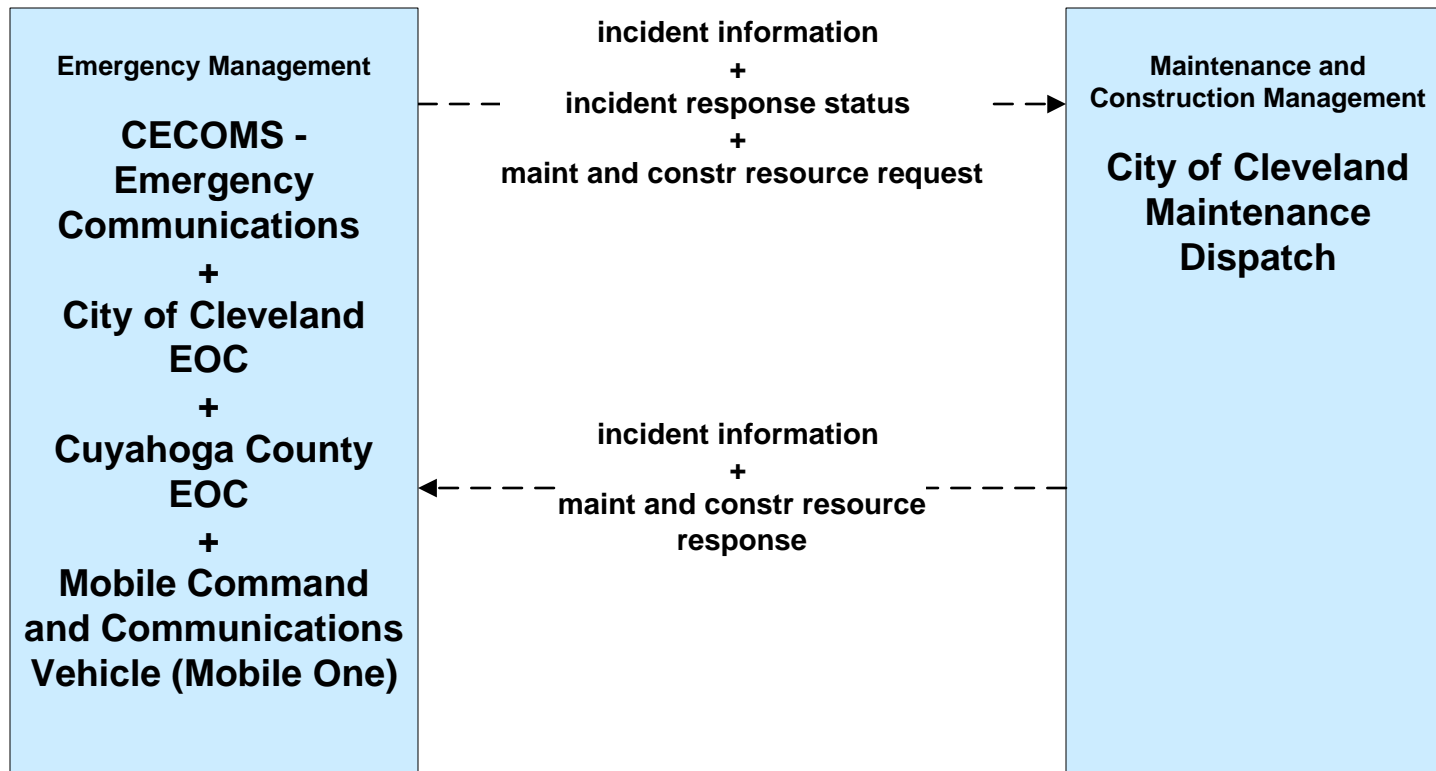 Emergency Management
CECOMS -
Emergency
Communications
+
City of Cleveland
EOC
+
Cuyahoga County
EOC
+
Mobile Command
and Communications
Vehicle (Mobile One)
incident information
+
incident response status
+
maint and constr resource request
incident information
+
maint and constr resource
response
Maintenance and
Construction Management
City of Cleveland
Maintenance
Dispatch